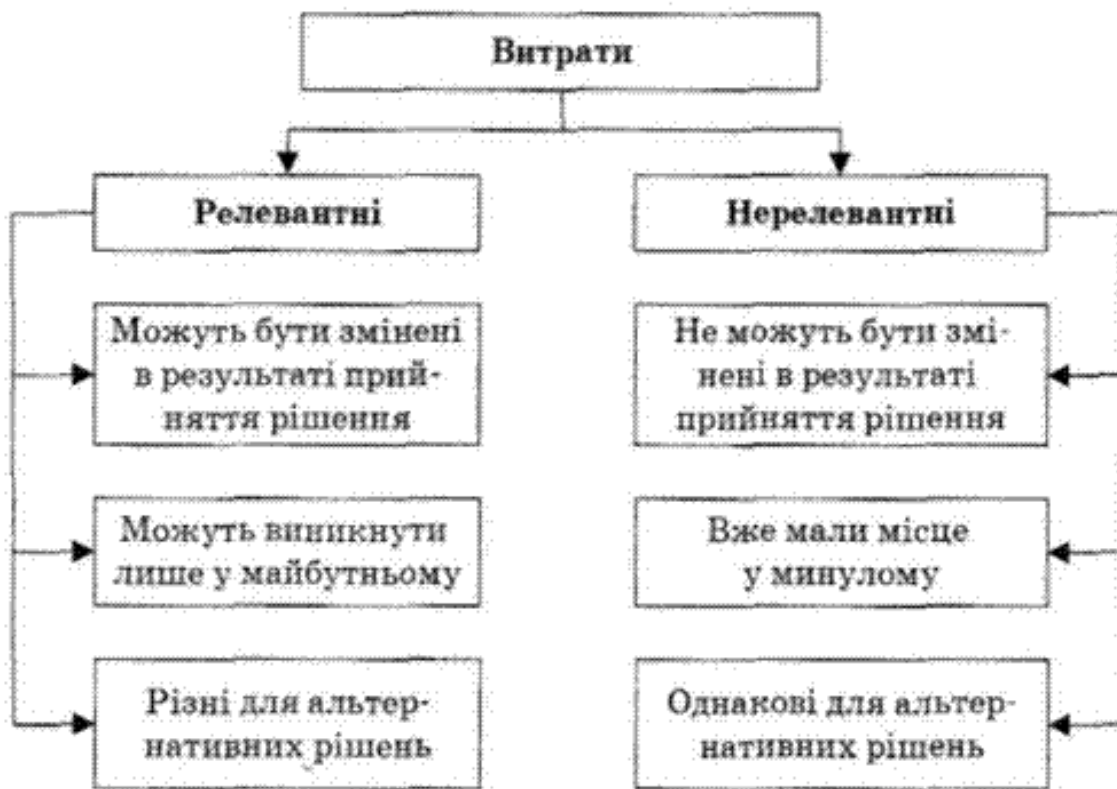 Витрати
Релевантні
Нерелевантні
Можуть бути змінені
в результаті прий-
няття рішення
Не можуть бути змі-
нені в результаті
прийняття рішення
Можуть виникнути
лише у майбутньому
Вже мали місце
у минулому
Різні для альтер-
нативних рішень
Однакові для альтер-
нативних рішень